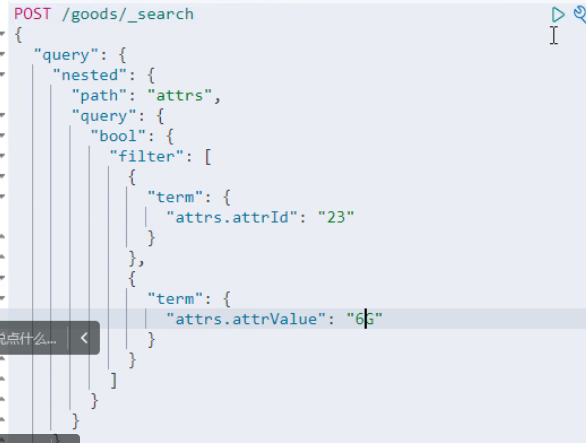 POST /goods/_search
{
  "query": {
    "nested": {
      "path": "attrs",
      "query": {
        "bool": {
          "filter": [
            {
              "term": {
                "attrs.attrId": "23"
              }
            },
            {
              "term": {
                "attrs.attrValue": "6G"
              }
            }
          ]
        }
      }
点什么...